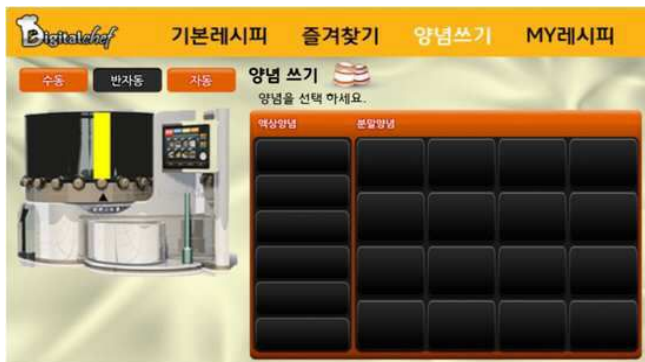 Digitalchef
기본레시피 즐겨찾기 양념쓰기 MY레시피
수동 반자동 자동
양념 쓰기
양념을 선택 하세요.
액상양념 분말양념